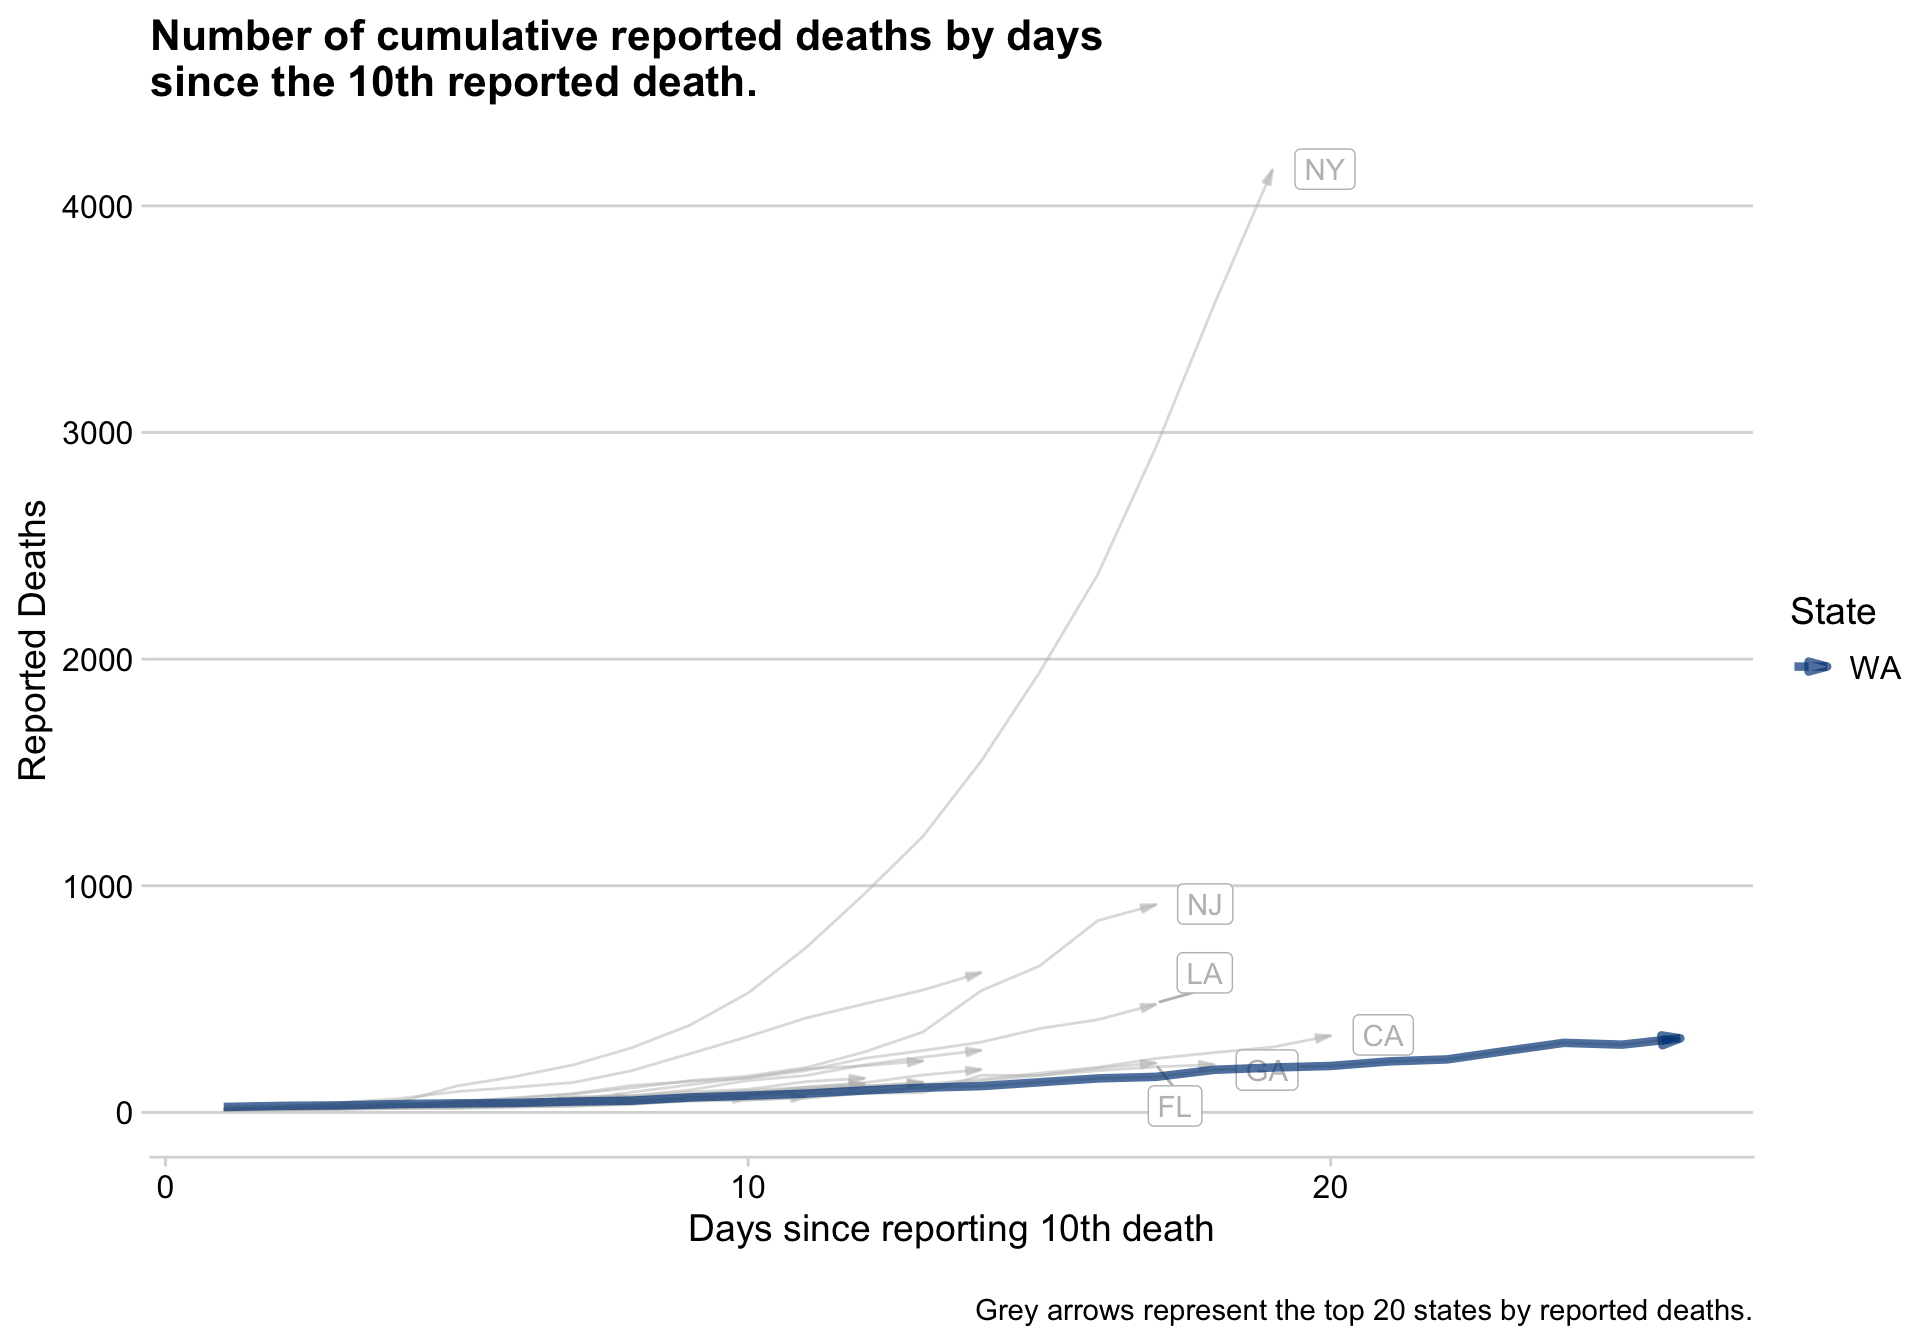 Number of cumulative reported deaths by days
since the 10th reported death.
NY
4000
3000
Reported Deaths
2000
State
WA
1000
NJ
LA
CA
GA
FL
0
0 10 20
Days since reporting 10th death
Grey arrows represent the top 20 states by reported deaths.